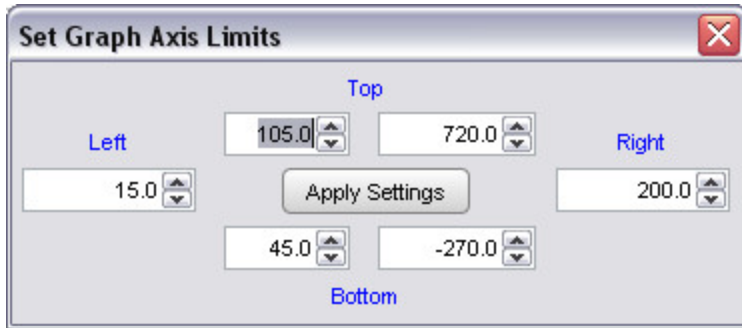 Set Graph Axis Limits
Top
105.0 720.0
Left Right
15.0 Apply Settings 200.0
45.0 -270.0
Bottom